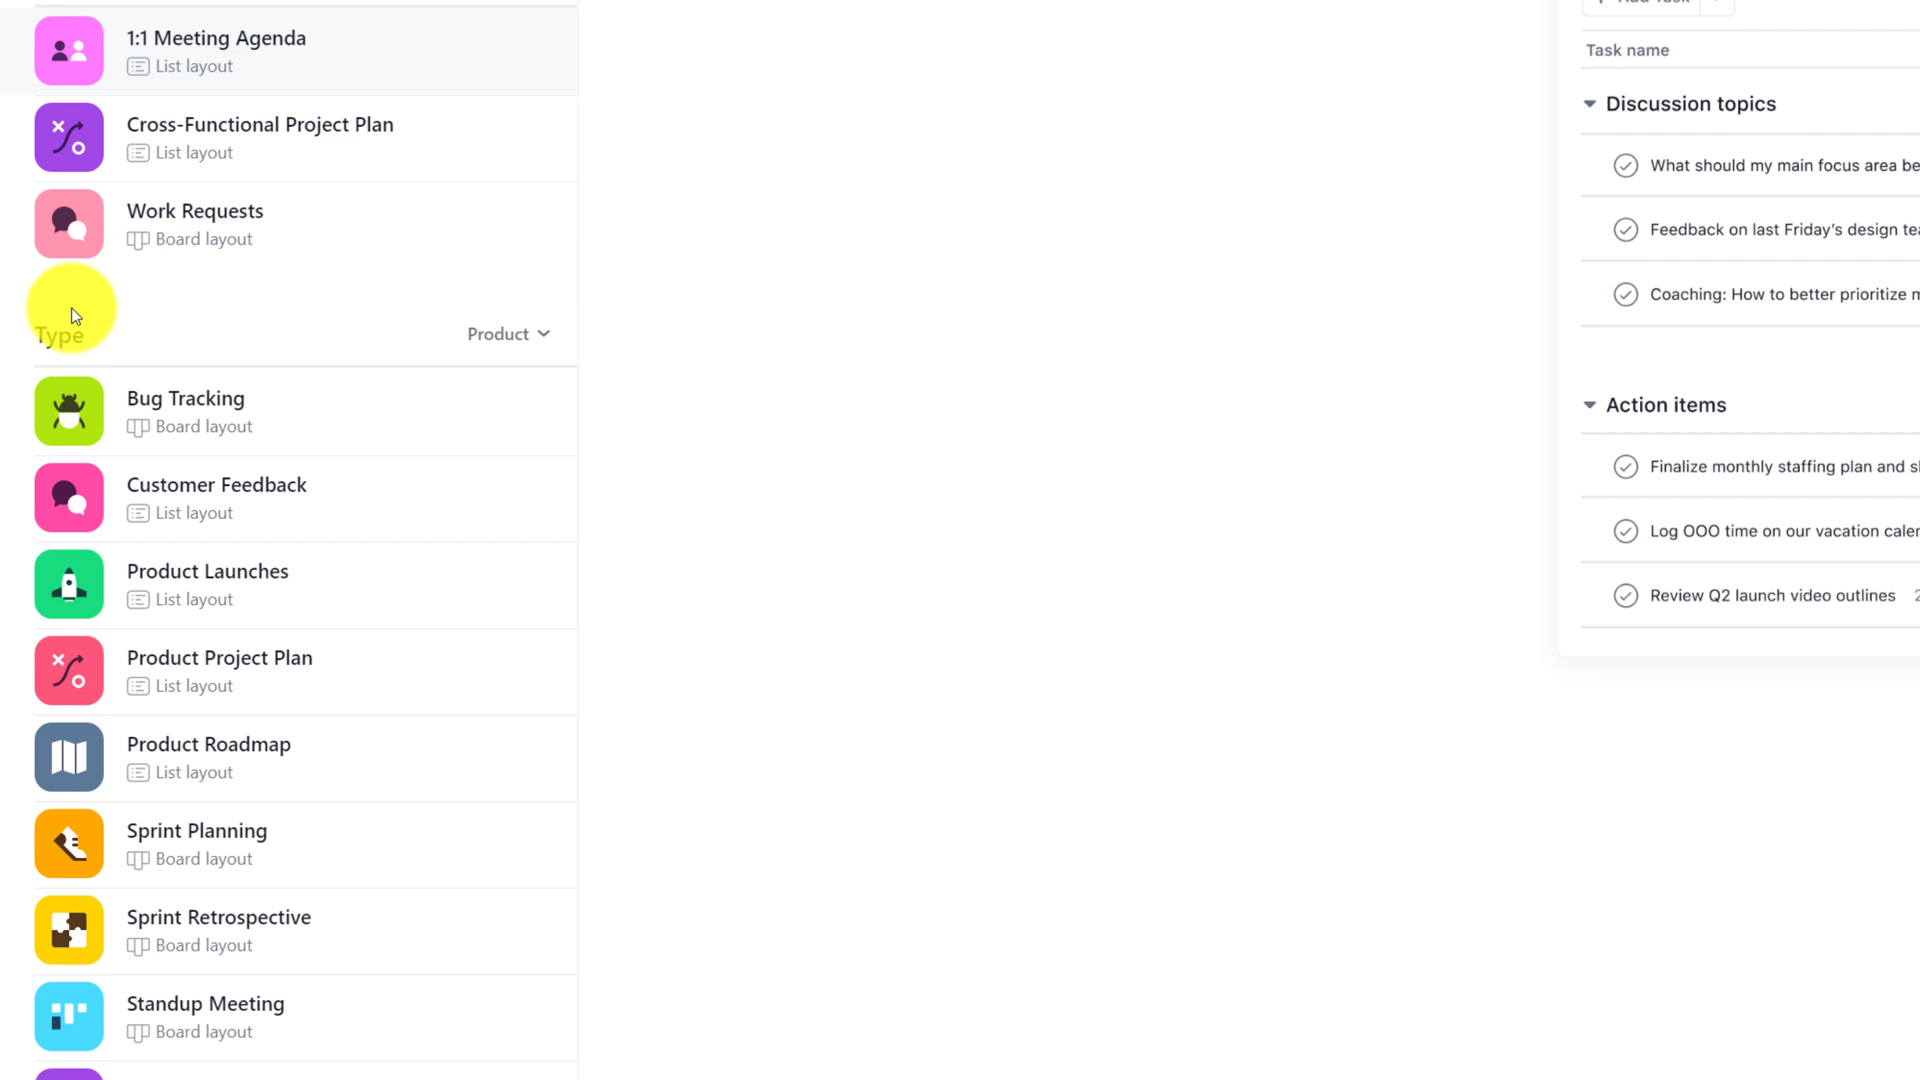 1:1 Meeting Agenda
List layout
Cross-Functional Project Plan
List layout
Work Requests
Board layout
Type
Product
Bug Tracking
Board layout
Customer Feedback
List layout
Product Launches
List layout
Product Project Plan
List layout
Product Roadmap
List layout
Sprint Planning
Board layout
Sprint Retrospective
Board layout
Standup Meeting
Board layout
Add Task
Task name
Discussion topics
What should my main focus area be
Feedback on last Friday's design
Coaching: How to better prioritize
Action items
Finalize monthly staffing plan and
Log OOO time on our vacation
Review Q2 launch video outlines